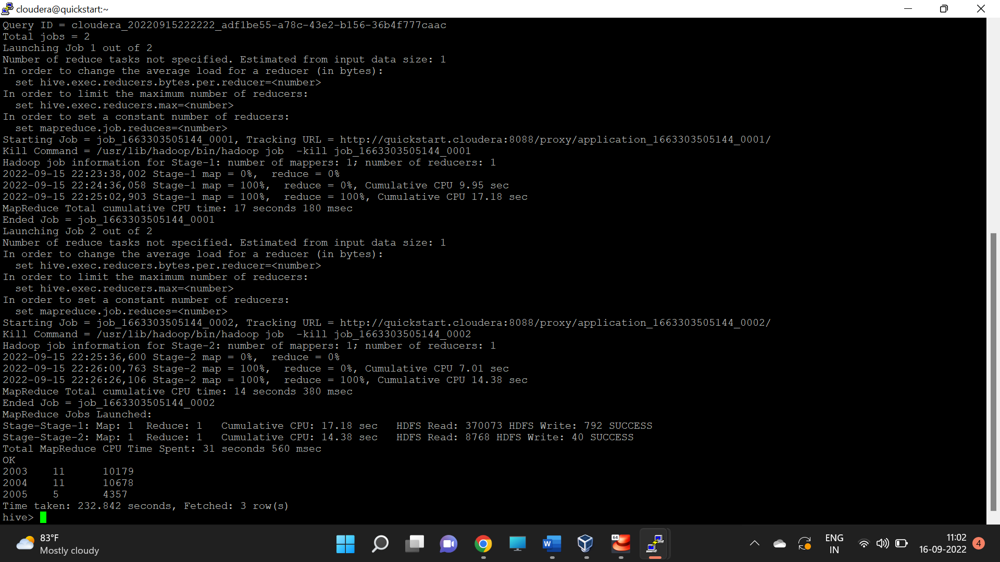 cloudera@quickstart:~
Query ID = cloudera_20220915222222_adf1be55-a78c-43e2-b156-36b4f777caac
Total jobs = 2
Launching Job 1 out of 2
Number of reduce tasks not specified. Estimated from input data size: 1
In order to change the average load for a reducer (in bytes):
  set hive.exec.reducers.bytes.per.reducer=<number>
In order to limit the maximum number of reducers:
  set hive.exec.reducers.max=<number>
In order to set a constant number of reducers:
  set mapreduce.job.reduces=<number>
Starting Job = job_1663303505144_0001, Tracking URL = http://quickstart.cloudera:8088/proxy/application_1663303505144_0001/
Kill Command = /usr/lib/hadoop/bin/hadoop job  -kill job_1663303505144_0001
Hadoop job information for Stage-1: number of mappers: 1; number of reducers: 1
2022-09-15 22:23:38,002 Stage-1 map = 0%,  reduce = 0%
2022-09-15 22:24:36,058 Stage-1 map = 100%,  reduce = 0%, Cumulative CPU 9.95 sec
2022-09-15 22:25:02,903 Stage-1 map = 100%,  reduce = 100%, Cumulative CPU 17.18 sec
MapReduce Total cumulative CPU time: 17 seconds 180 msec
Ended Job = job_1663303505144_0001
Launching Job 2 out of 2
Number of reduce tasks not specified. Estimated from input data size: 1
In order to change the average load for a reducer (in bytes):
  set hive.exec.reducers.bytes.per.reducer=<number>
In order to limit the maximum number of reducers:
  set hive.exec.reducers.max=<number>
In order to set a constant number of reducers:
  set mapreduce.job.reduces=<number>
Starting Job = job_1663303505144_0002, Tracking URL = http://quickstart.cloudera:8088/proxy/application_1663303505144_0002/
Kill Command = /usr/lib/hadoop/bin/hadoop job  -kill job_1663303505144_0002
Hadoop job information for Stage-2: number of mappers: 1; number of reducers: 1
2022-09-15 22:25:36,600 Stage-2 map = 0%,  reduce = 0%
2022-09-15 22:26:00,763 Stage-2 map = 100%,  reduce = 0%, Cumulative CPU 7.01 sec
2022-09-15 22:26:26,106 Stage-2 map = 100%,  reduce = 100%, Cumulative CPU 14.38 sec
MapReduce Total cumulative CPU time: 14 seconds 380 msec
Ended Job = job_1663303505144_0002
MapReduce Jobs Launched:
Stage-Stage-1: Map: 1  Reduce: 1   Cumulative CPU: 17.18 sec   HDFS Read: 370073 HDFS Write: 792 SUCCESS
Stage-Stage-2: Map: 1  Reduce: 1   Cumulative CPU: 14.38 sec   HDFS Read: 8768 HDFS Write: 40 SUCCESS
Total MapReduce CPU Time Spent: 31 seconds 560 msec
OK
2003    11      10179
2004    11      10678
2005    5       4357
Time taken: 232.842 seconds, Fetched: 3 row(s)
hive>
83°F
Mostly cloudy
W
64
ENG
IN
11:02
16-09-2022
4